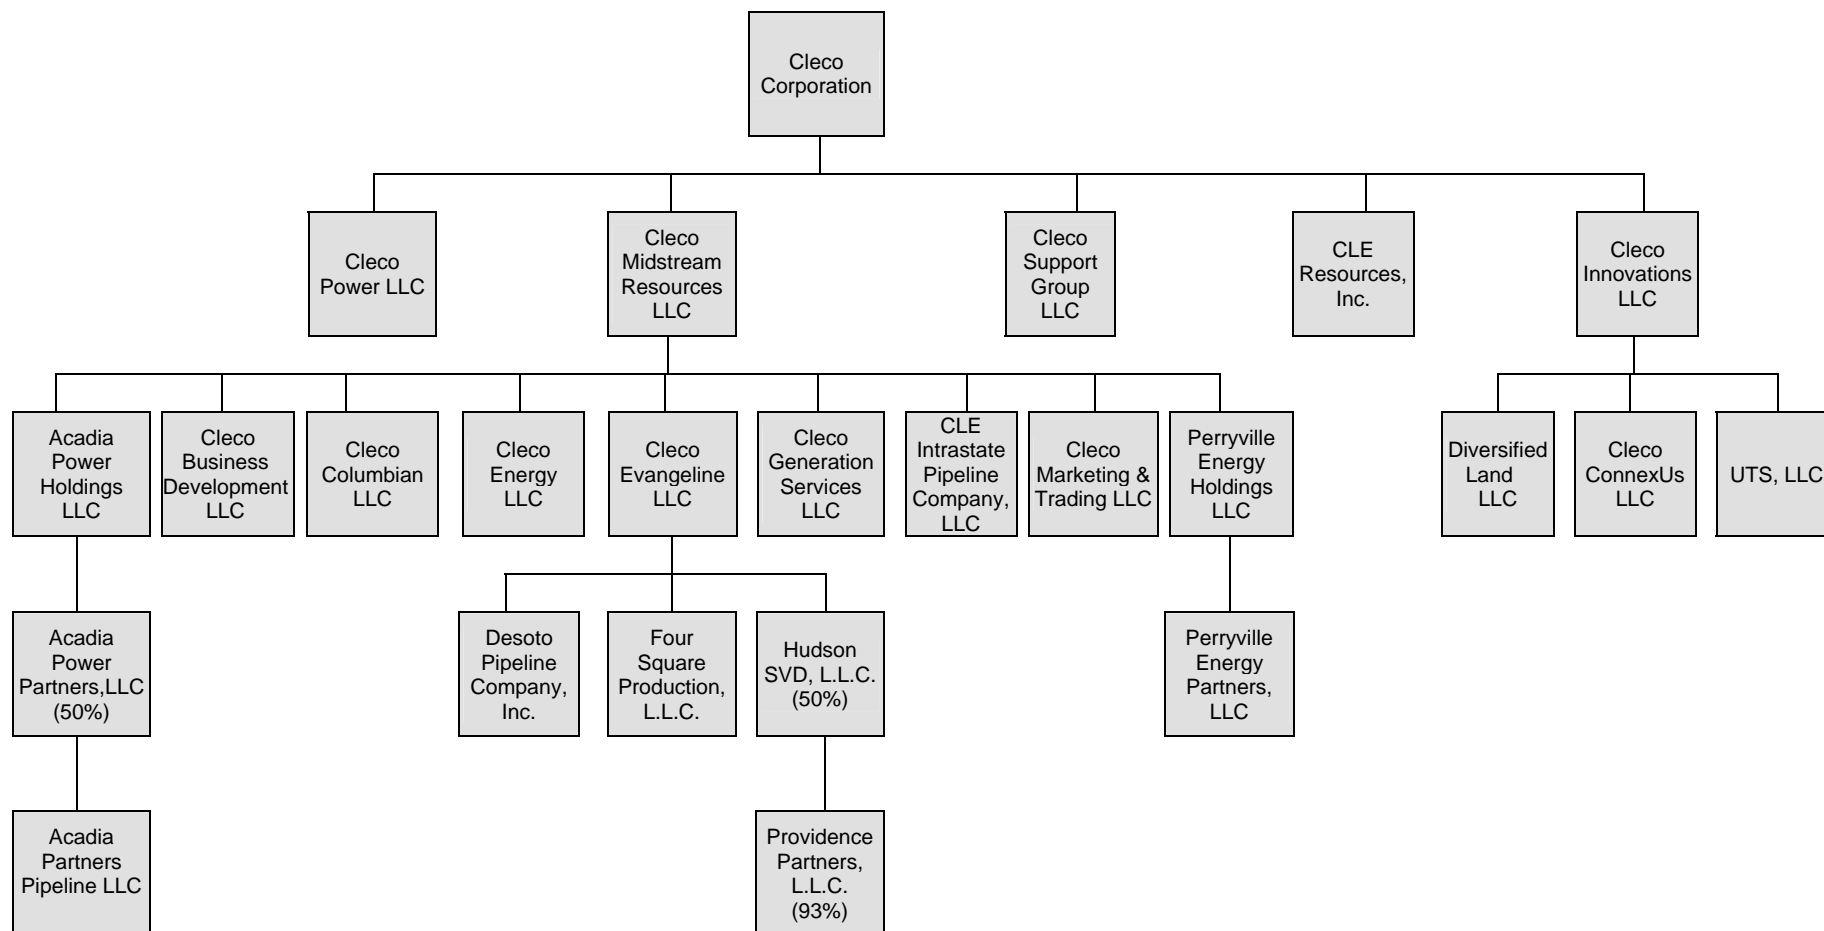 Cleco
Corporation
Cleco
Power LLC
Cleco
Midstream
Resources
LLC
Cleco
Support
Group
LLC
CLE
Resources,
Inc.
Cleco
Innovations
LLC
Acadia
Power
Holdings
LLC
Cleco
Business
Development
LLC
Cleco
Columbian
LLC
Cleco
Energy
LLC
Cleco
Evangeline
LLC
Cleco
Generation
Services
LLC
CLE
Intrastate
Pipeline
Company,
LLC
Cleco
Marketing &
Trading LLC
Perryville
Energy
Holdings
LLC
Diversified
Land
LLC
Cleco
ConnexUs
LLC
UTS, LLC
Acadia
Power
Partners,LLC
(50%)
Desoto
Pipeline
Company,
Inc.
Four
Square
Production,
L.L.C.
Hudson
SVD, L.L.C.
(50%)
Perryville
Energy
Partners,
LLC
Acadia
Partners
Pipeline LLC
Providence
Partners,
L.L.C.
(93%)